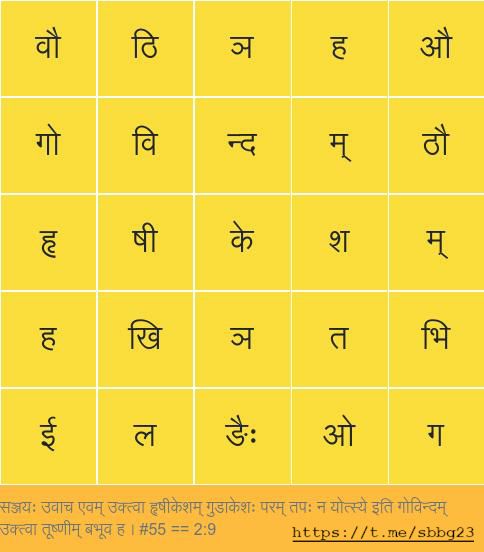 वौ ठि ञ ह औ
गो वि न्द म् ठौ
हृ षी के श म्
ह खि ञ त भि
ई ल ङैः ओ ग
सञ्जयः उवाच एवम् उक्त्वा हृषीकेशम् गुडाकेशः परम् तपः न योत्स्ये इति गोविन्दम्
उक्त्वा तूष्णीम् बभूव ह । #55 == 2:9 https://t.me/sbbg23